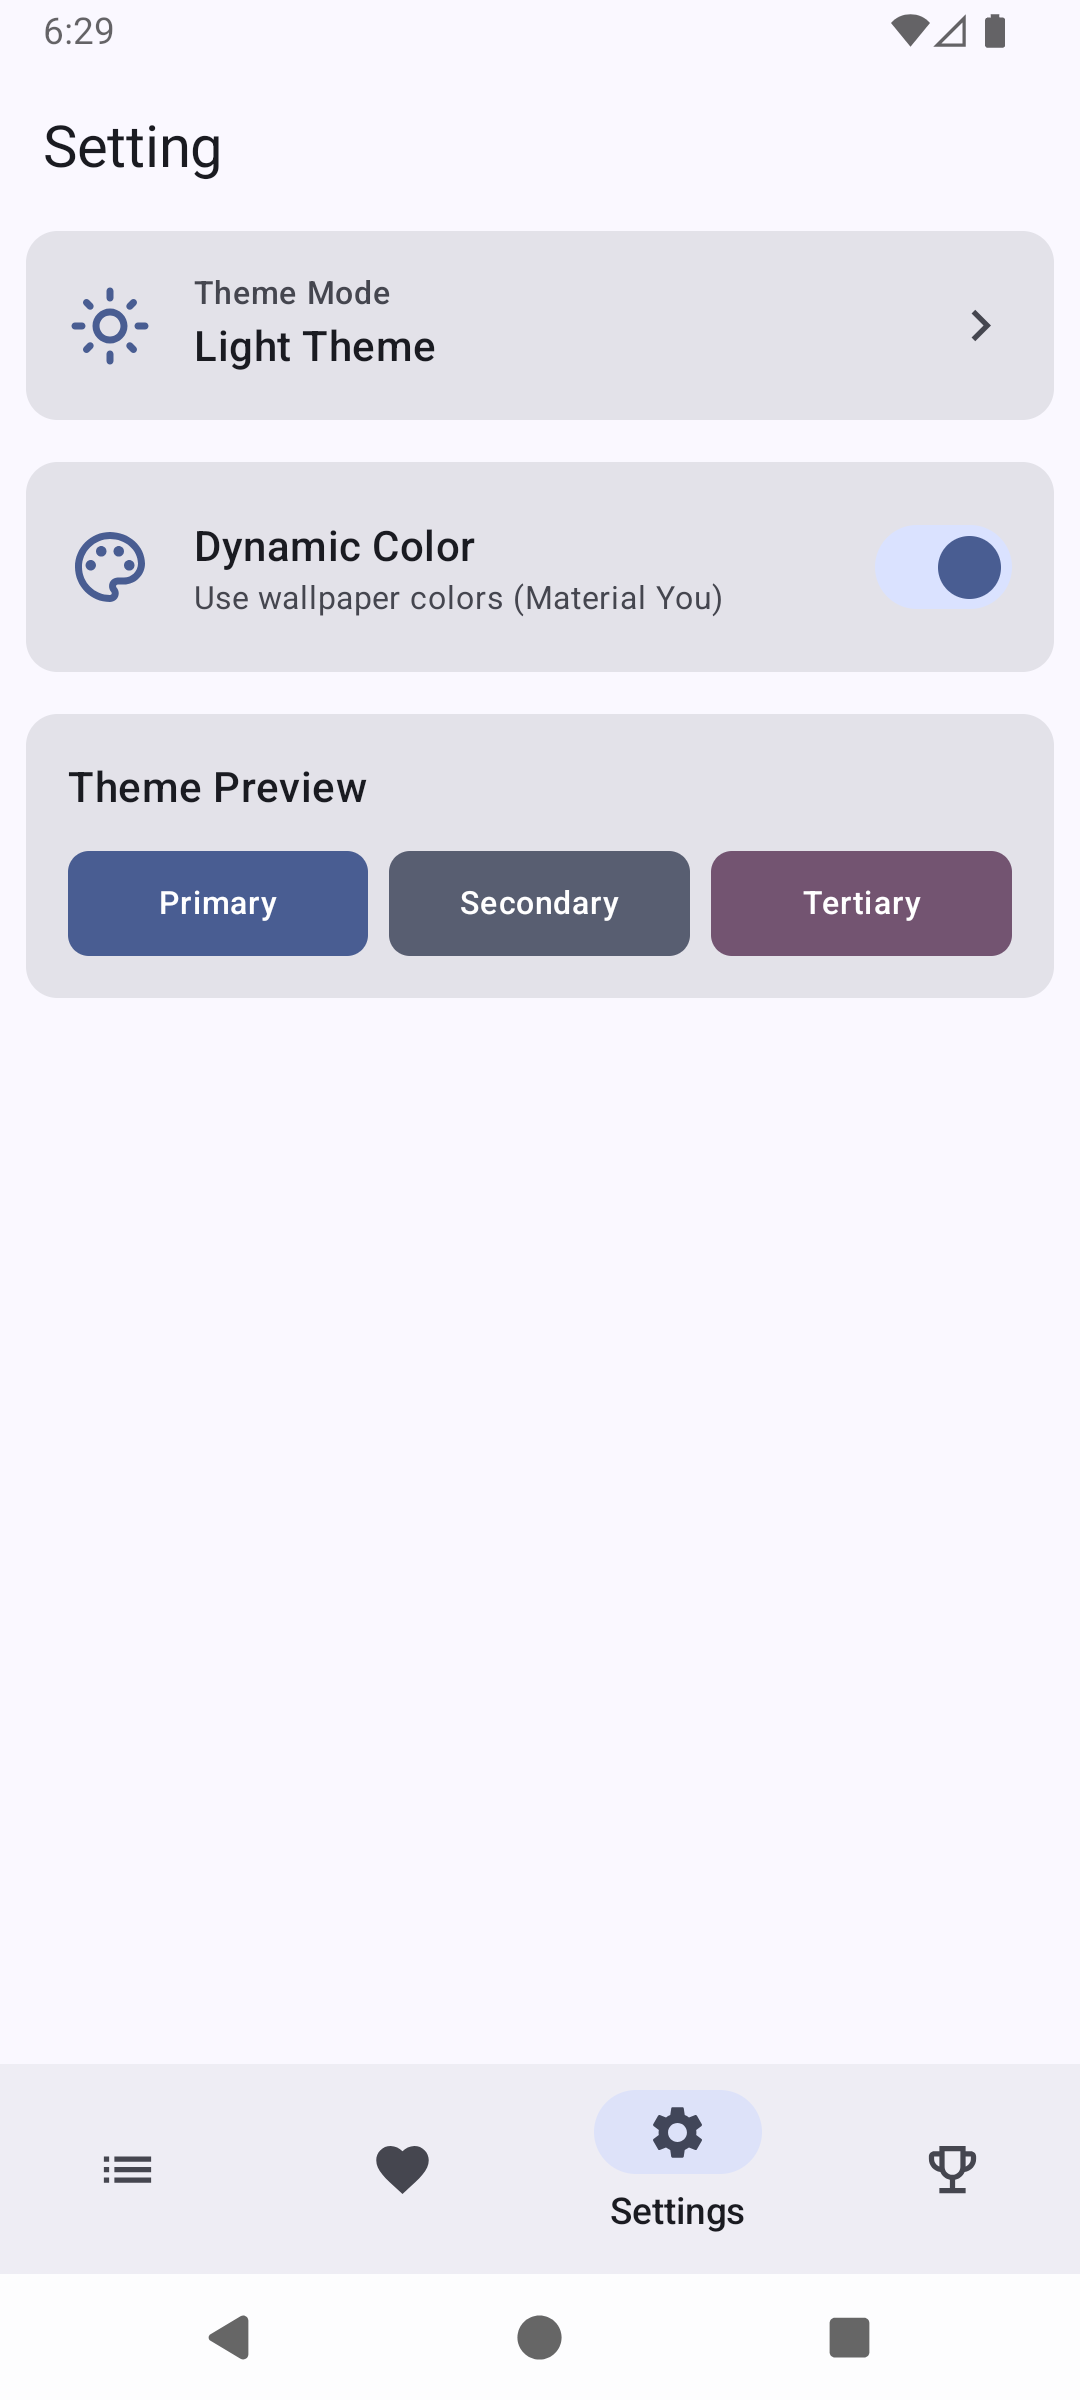 6:29
Setting
Theme Mode
Light Theme
Dynamic Color
Use wallpaper colors (Material You)
Theme Preview
Primary
Secondary
Tertiary
Settings